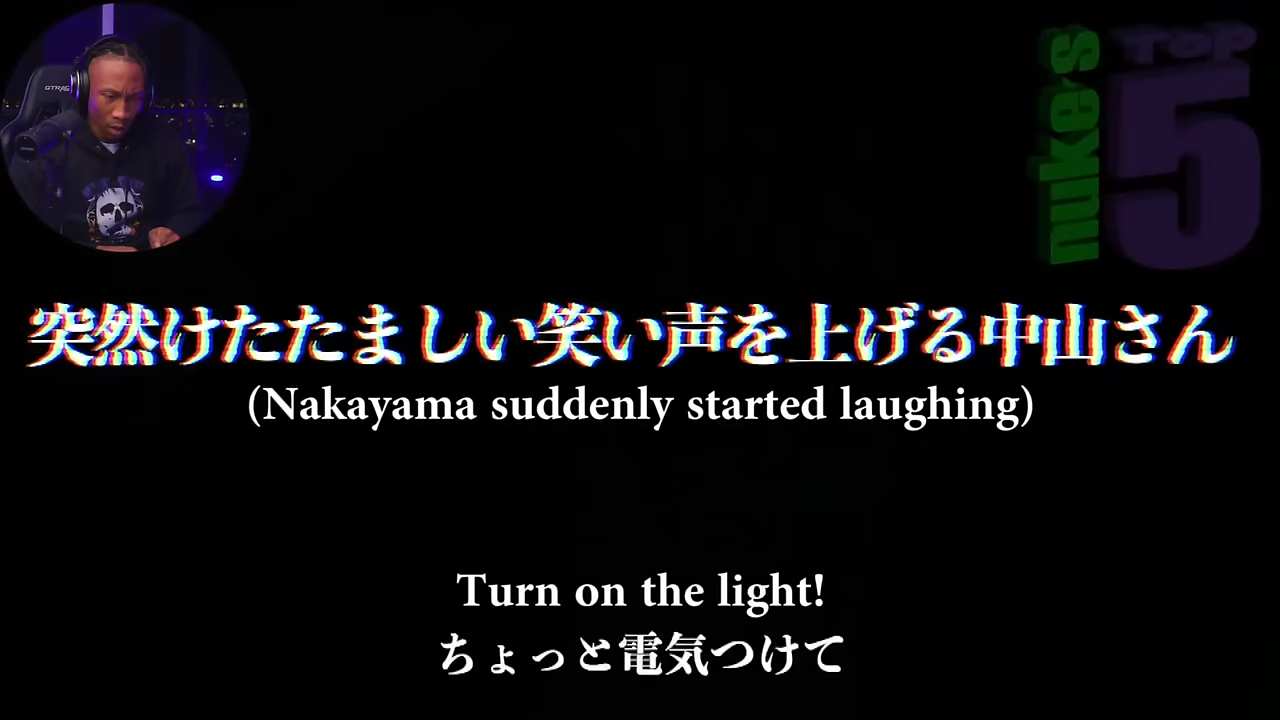 GTRAC
nuke's
TOP
5
突然けたたましい笑い声を上げる中山さん
(Nakayama suddenly started laughing)
Turn on the light!
ちょっと電気つけて